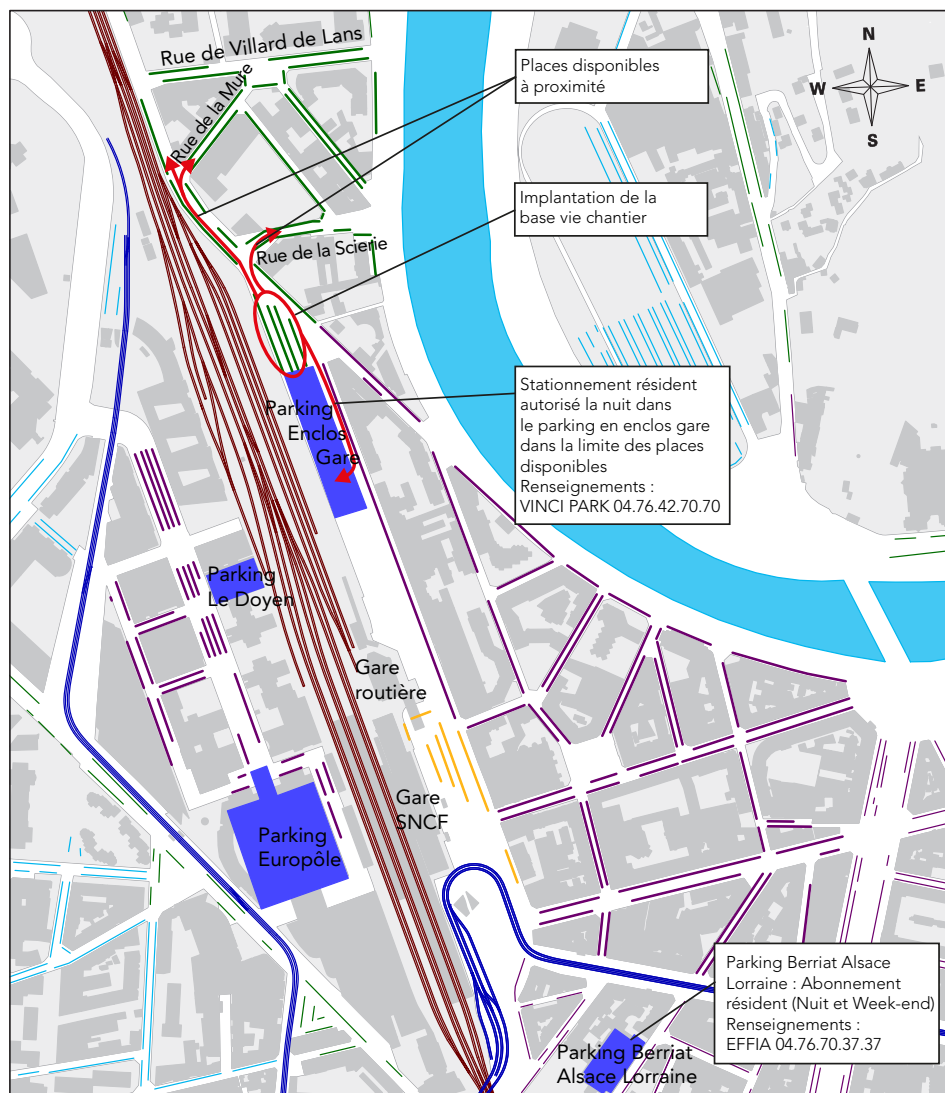 Rue de Villard de Lans
Rue de la Mure
Places disponibles
à proximité
N
W
E
S
Implantation de la
base vie chantier
Rue de la Scierie
Stationnement résident
autorisé la nuit dans
le parking en enclos gare
dans la limite des places
disponibles
Renseignements :
VINCI PARK 04.76.42.70.70
Parking
Enclos
Gare
Parking
Le Doyen
Gare
routière
Gare
SNCF
Parking
Europôle
Parking Berriat Alsace
Lorraine : Abonnement
résident (Nuit et Week-end)
Renseignements :
EFFIA 04.76.70.37.37
Parking Berriat
Alsace Lorraine